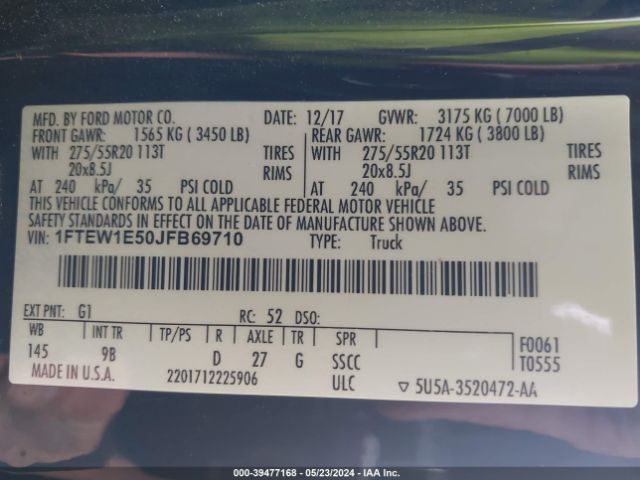 MFD. BY FORD MOTOR CO. DATE: 12/17 GVWR: 3175 KG ( 7000 LB)
FRONT GAWR: 1565 KG ( 3450 LB) REAR GAWR: 1724 KG ( 3800 LB)
WITH 275/55R20 113T TIRES WITH 275/55R20 113T TIRES
20x8.5J RIMS 20x8.5J RIMS
AT 240 kPa/ 35 PSI COLD AT 240 kPa/ 35 PSI COLD
THIS VEHICLE CONFORMS TO ALL APPLICABLE FEDERAL MOTOR VEHICLE
SAFETY STANDARDS IN EFFECT ON THE DATE OF MANUFACTURE SHOWN ABOVE.
VIN: 1FTEW1E50JFB69710 TYPE: Truck
EXT PNT: G1 RC: 52 DSO:
WB INT TR TP/PS R AXLE TR SPR F0061
145 9B D 27 G SSCC T0555
MADE IN U.S.A. 2201712225906 ULC ▽ 5U5A-3520472-AA
00-39477168 - 05/23/2024 - IAA Inc.